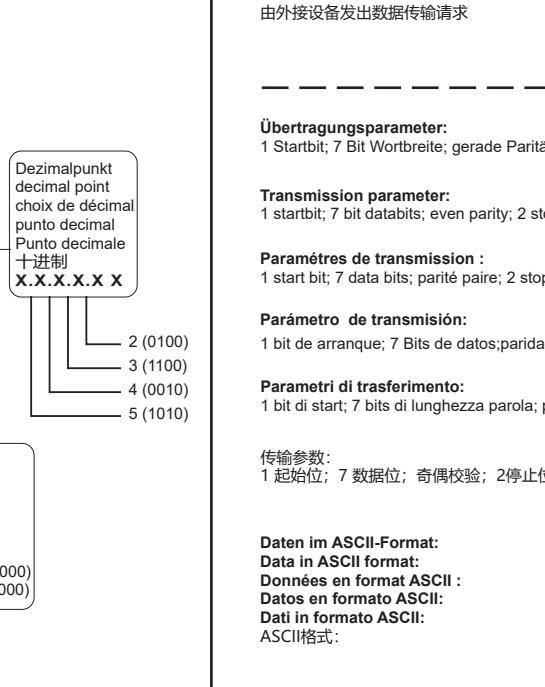 Dezimalpunkt
decimal point
choix de décimal
punto decimal
Punto decimale
十进制
X.X.X.X.X X
2 (0100)
3 (1100)
4 (0010)
5 (1010)
000)
000)
由外接设备发出数据传输请求
Übertragungsparameter:
1 Startbit; 7 Bit Wortbreite; gerade Parit
Transmission parameter:
1 startbit; 7 bit databits; even parity; 2 sto
Paramétres de transmission :
1 start bit; 7 data bits; parité paire; 2 stop
Parámetro de transmisión:
1 bit de arranque; 7 Bits de datos;parida
Parametri di trasferimento:
1 bit di start; 7 bits di lunghezza parola; p
传输参数：
1 起始位；7 数据位；奇偶校验；2停止位
Daten im ASCII-Format:
Data in ASCII format:
Données en format ASCII :
Datos en formato ASCII:
Dati in formato ASCII:
ASCII格式：